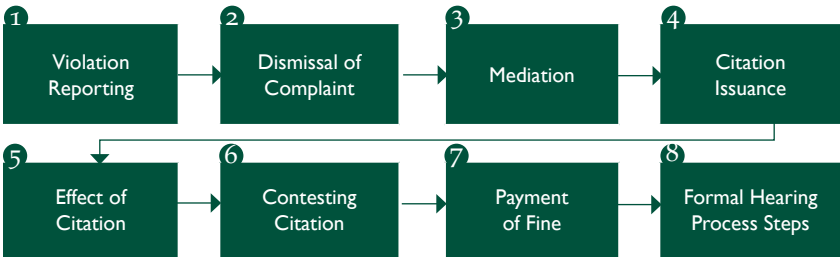 1
Violation
Reporting
2
Dismissal of
Complaint
3
Mediation
4
Citation
Issuance
5
Effect of
Citation
6
Contesting
Citation
7
Payment
of Fine
8
Formal Hearing
Process Steps